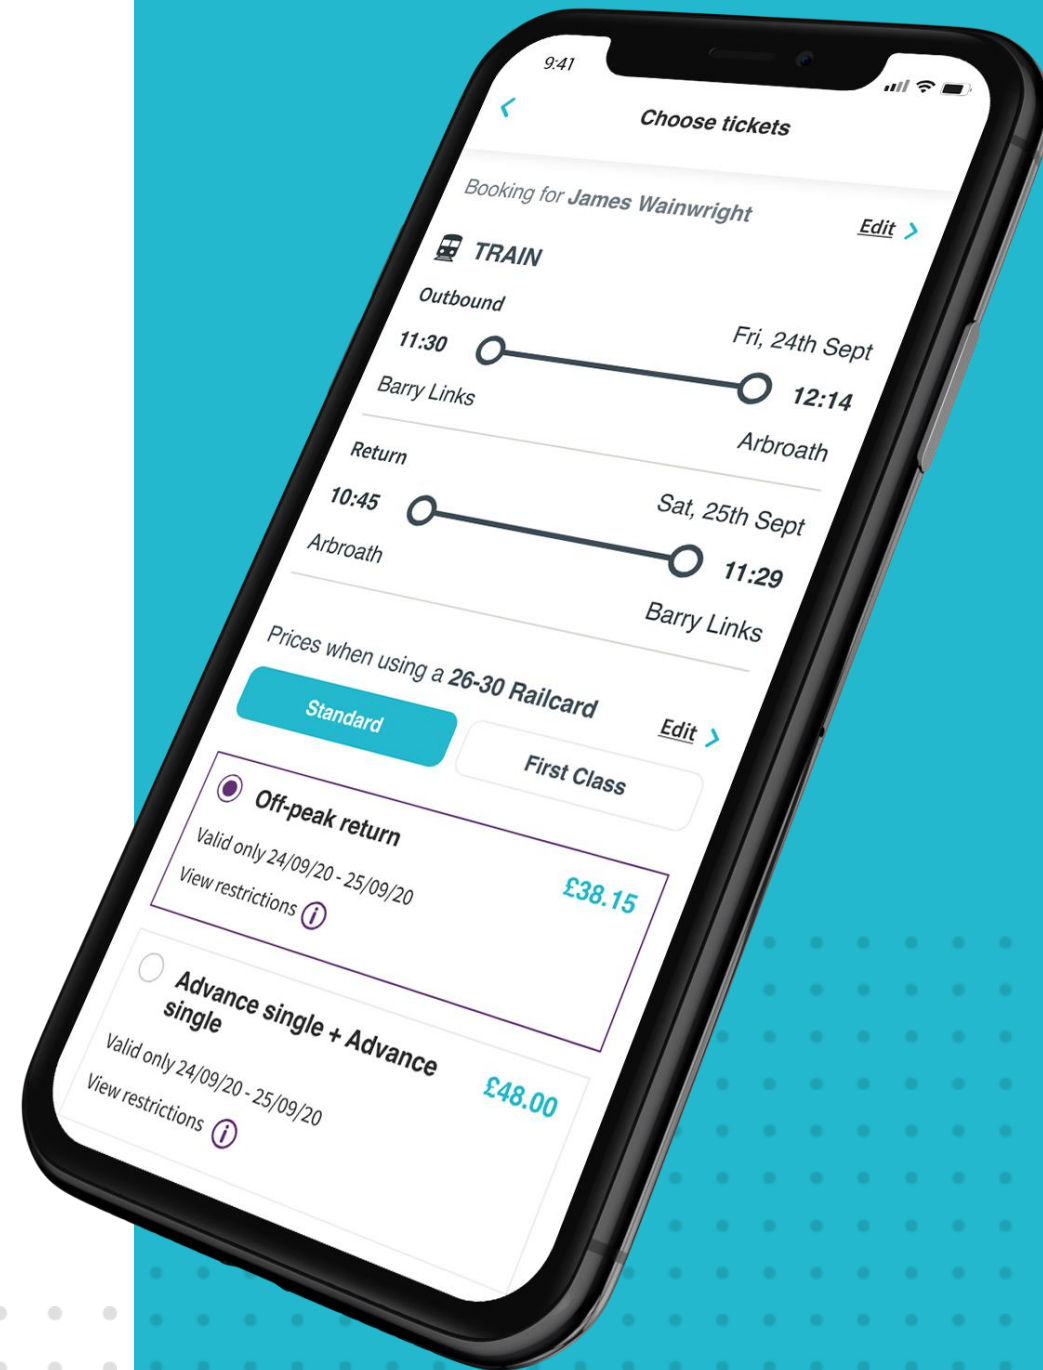 9:41
Choose tickets
Booking for James Wainwright
Edit
TRAIN
Outbound
Fri, 24th Sept
11:30
12:14
Barry Links
Arbroath
Return
Sat, 25th Sept
10:45
11:29
Arbroath
Barry Links
Prices when using a 26-30 Railcard
Edit
Standard
First Class
Off-peak return
£38.15
Valid only 24/09/20 - 25/09/20
View restrictions
Advance single + Advance
single
£48.00
Valid only 24/09/20 - 25/09/20
View restrictions